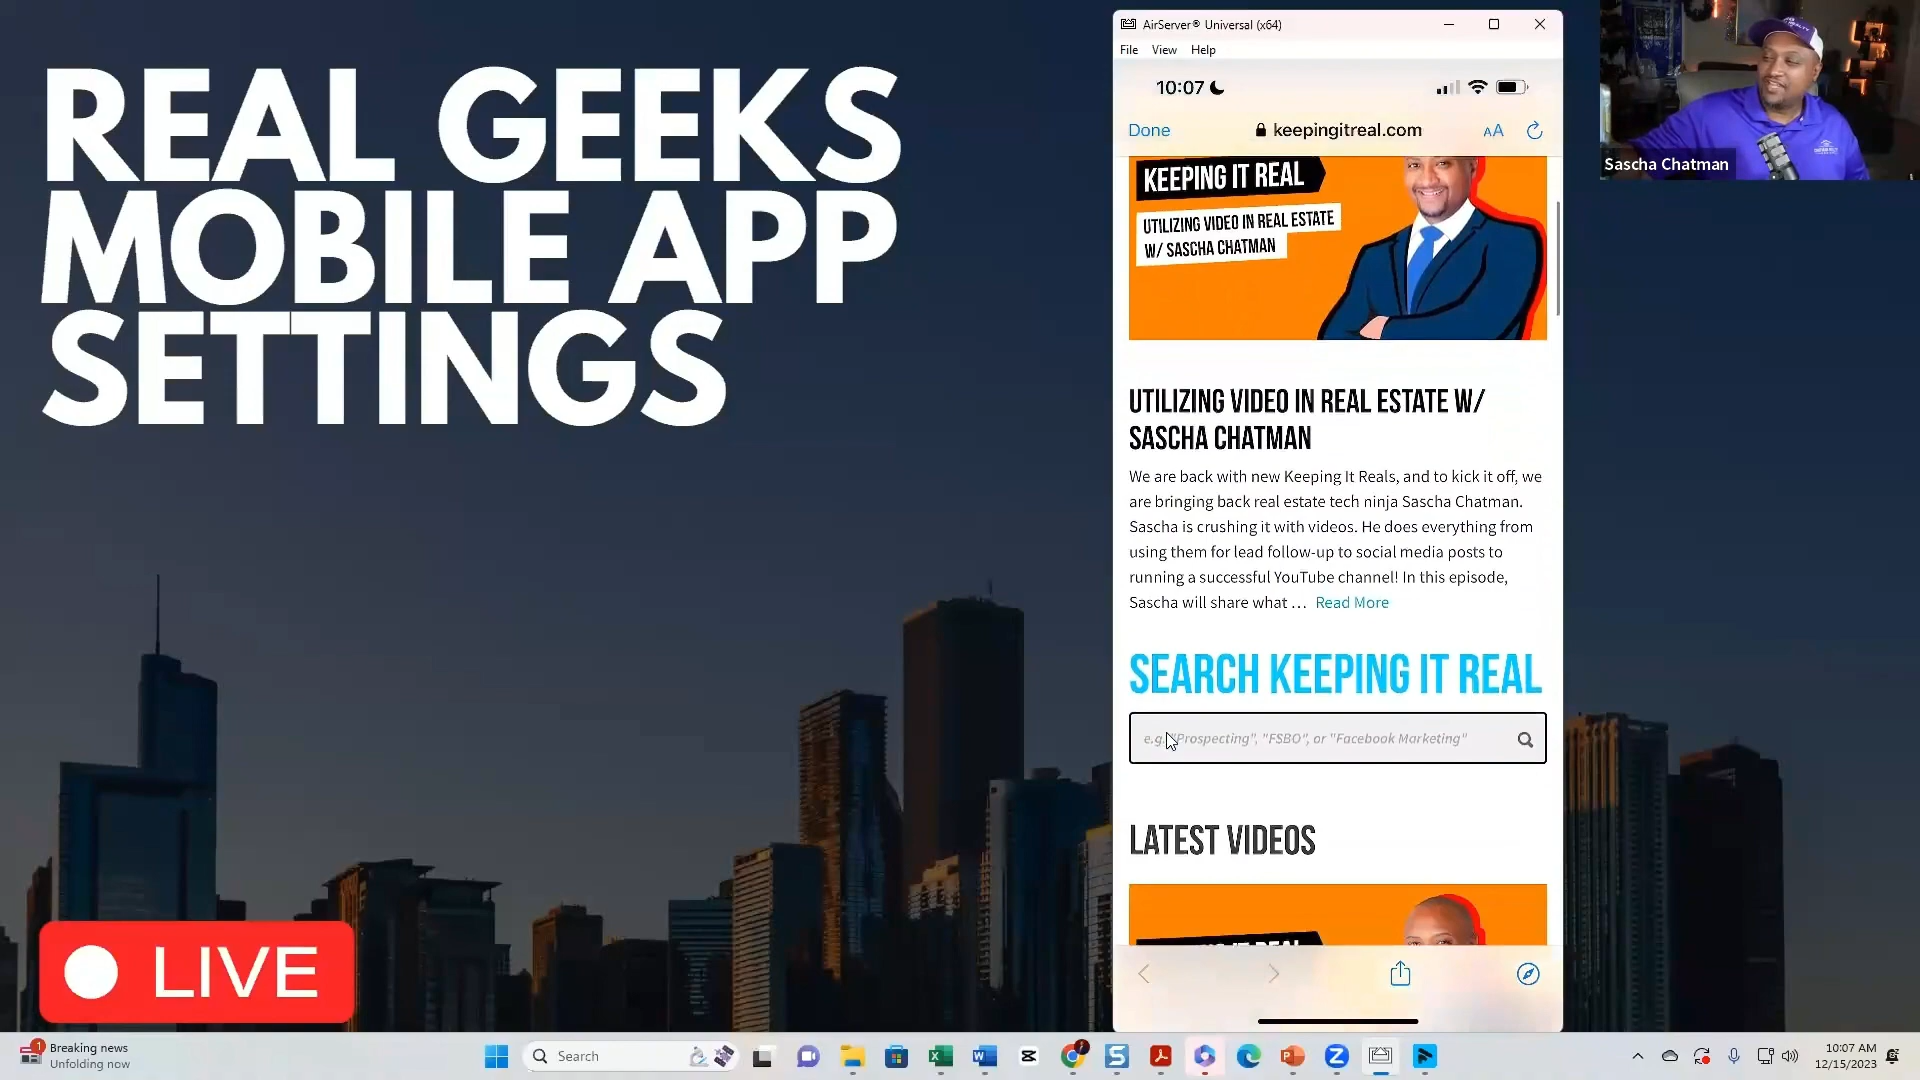 REAL GEEKS
MOBILE APP
SETTINGS
LIVE
AirServer® Universal (x64)
File View Help
10:07
Done keepingitreal.com AA
KEEPING IT REAL
UTILIZING VIDEO IN REAL ESTATE
W/ SASCHA CHATMAN
UTILIZING VIDEO IN REAL ESTATE W/
SASCHA CHATMAN
We are back with new Keeping It Reals, and to kick it off, we
are bringing back real estate tech ninja Sascha Chatman.
Sascha is crushing it with videos. He does everything from
using them for lead follow-up to social media posts to
running a successful YouTube channel! In this episode,
Sascha will share what … Read More
SEARCH KEEPING IT REAL
e.g. "Prospecting", "FSBO", or "Facebook Marketing"
LATEST VIDEOS
Sascha Chatman
1
Breaking news
Unfolding now
Search
10:07 AM
12/15/2023